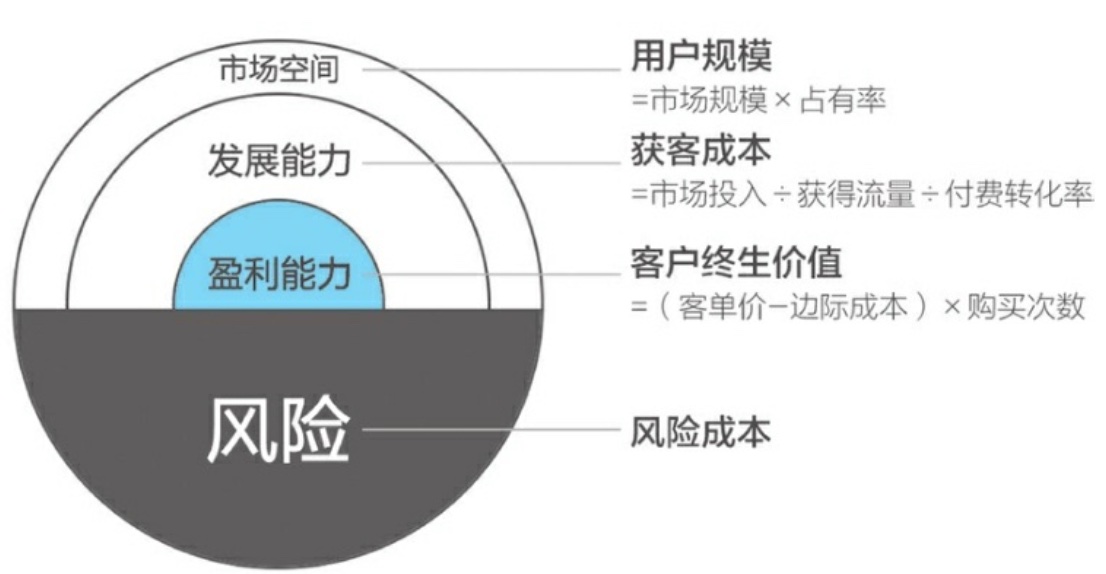 市场空间
用户规模
=市场规模×占有率
发展能力
获客成本
=市场投入÷获得流量÷付费转化率
盈利能力
客户终生价值
=（客单价-边际成本）×购买次数
风险
风险成本